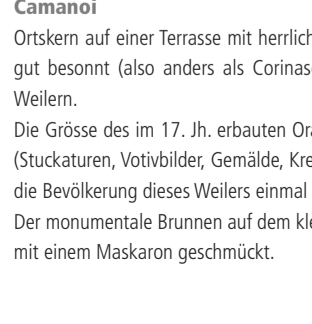 Camanoi
Ortskern auf einer Terrasse mit herrlich
gut besonnt (also anders als Corinas
Weilern.
Die Grösse des im 17. Jh. erbauten Ora
(Stuckaturen, Votivbilder, Gemälde, Kre
die Bevölkerung dieses Weilers einmal
Der monumentale Brunnen auf dem kle
mit einem Maskaron geschmückt.